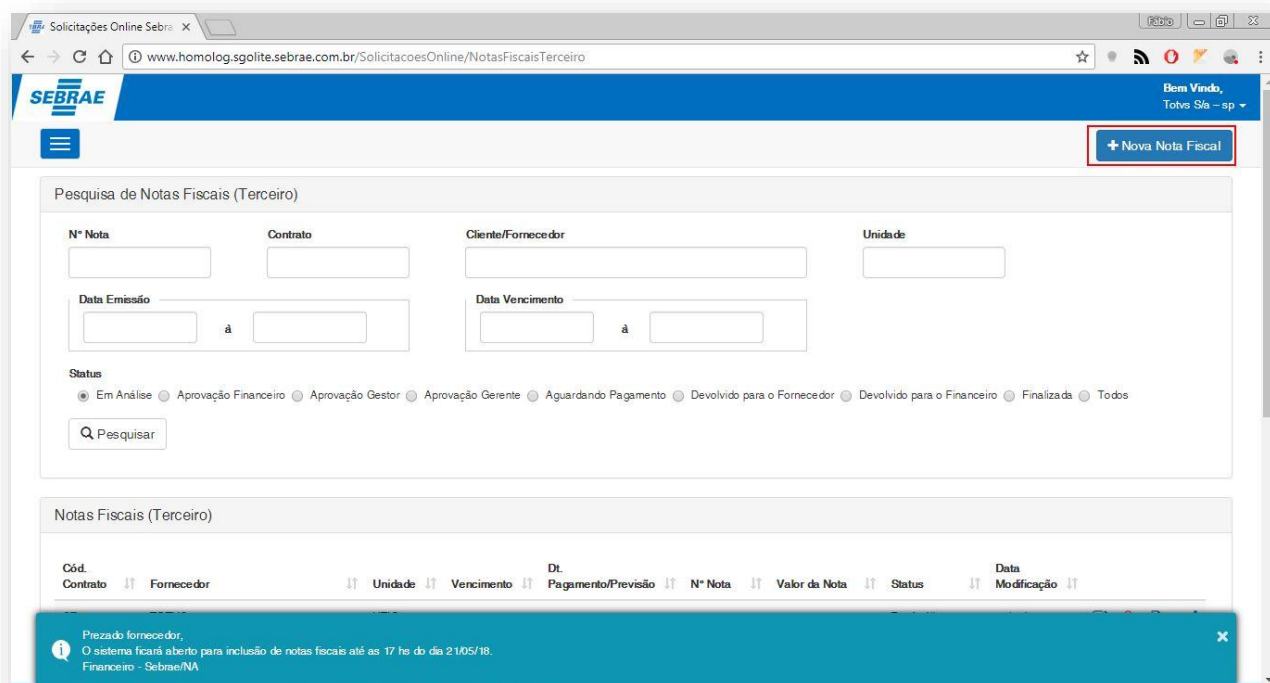 Solicitações Online Sebra
Fábio
www.homolog.sgolite.sebrae.com.br/SolicitacoesOnline/NotasFiscaisTerceiro
SEBRAE
Bem Vindo,
Totvs S/a – sp
Nova Nota Fiscal
Pesquisa de Notas Fiscais (Terceiro)
N° Nota Contrato Cliente/Fornecedor Unidade
Data Emissão Data Vencimento
à à
Status
Em Análise Aprovação Financeiro Aprovação Gestor Aprovação Gerente Aguardando Pagamento Devolvido para o Fornecedor Devolvido para o Financeiro Finalizada Todos
Pesquisar
Notas Fiscais (Terceiro)
Cód. Dt. Data
Contrato Fornecedor Unidade Vencimento Pagamento/Previsão N° Nota Valor da Nota Status Modificação
Prezado fornecedor,
O sistema ficará aberto para inclusão de notas fiscais até as 17 hs do dia 21/05/18.
Financeiro - Sebrae/NA